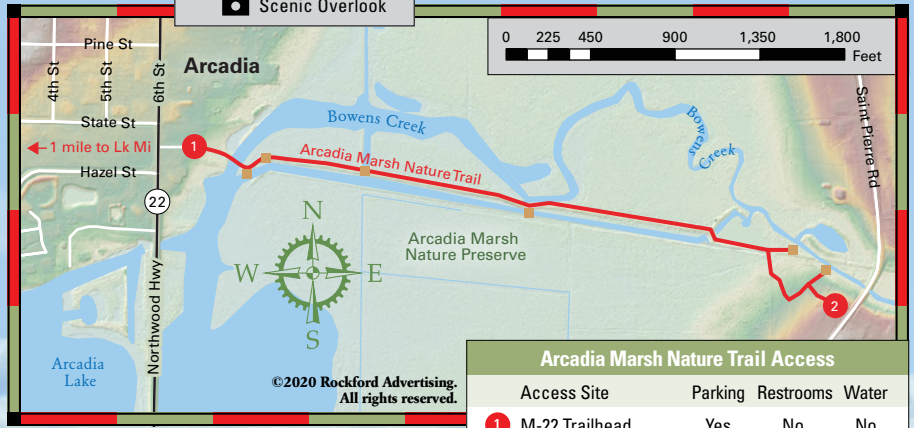 Scenic Overlook
0 225 450 900 1,350 1,800
Feet
Pine St
4th St
5th St
6th St
Arcadia
State St
1 mile to Lk Mi
1
Hazel St
22
Northwood Hwy
Bowens Creek
Arcadia Marsh Nature Trail
Bowens
Creek
Saint Pierre Rd
N
W E
S
Arcadia Marsh
Nature Preserve
2
Arcadia
Lake
©2020 Rockford Advertising.
All rights reserved.
Arcadia Marsh Nature Trail Access
Access Site Parking Restrooms Water
1 M-22 Trailhead Yes No No